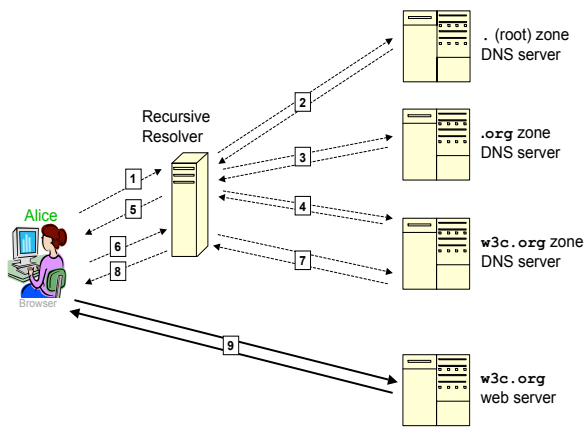 . (root) zone
DNS server
2
Recursive
Resolver
.org zone
DNS server
3
1
4
5
Alice
6
w3c.org zone
DNS server
7
8
Browser
9
w3c.org
web server